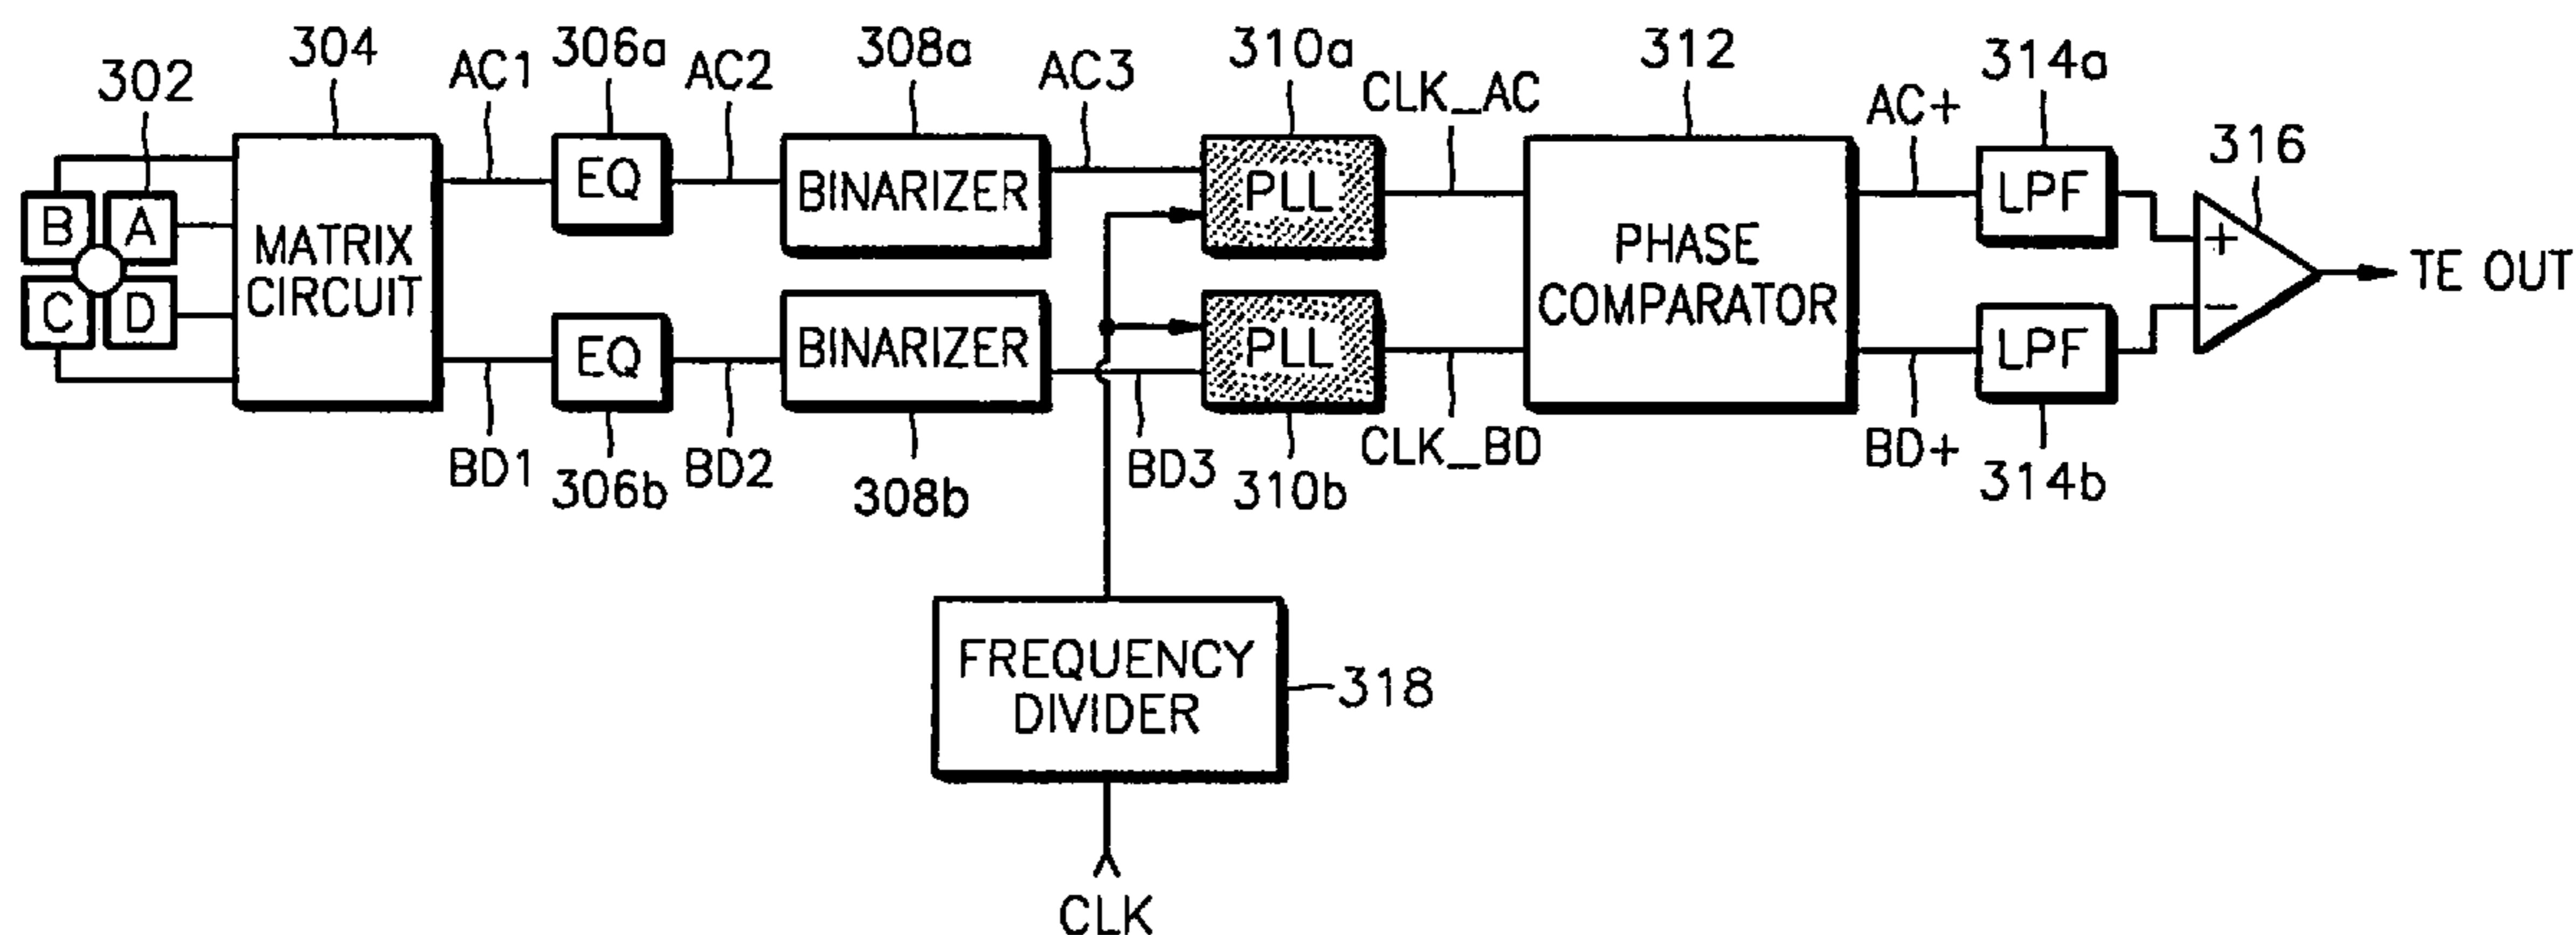 302
304
AC1
306a
AC2
308a
AC3
310a
CLK_AC
312
AC+
314a
316
B
A
C
D
MATRIX
CIRCUIT
EQ
BINARIZER
PLL
PHASE
COMPARATOR
LPF
+
−
TE OUT
EQ
BINARIZER
PLL
LPF
BD1
306b
BD2
308b
BD3
310b
CLK_BD
BD+
314b
FREQUENCY
DIVIDER
318
CLK